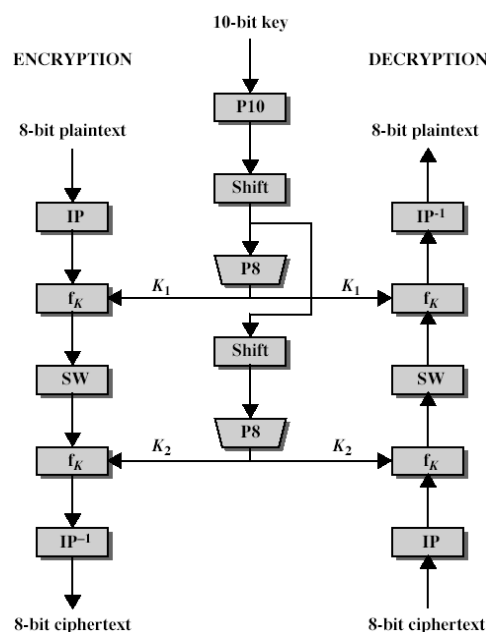 10-bit key
ENCRYPTION
DECRYPTION
P10
8-bit plaintext
8-bit plaintext
Shift
IP
IP-1
P8
fK
K1
K1
fK
Shift
SW
SW
P8
fK
K2
K2
fK
IP–1
IP
8-bit ciphertext
8-bit ciphertext